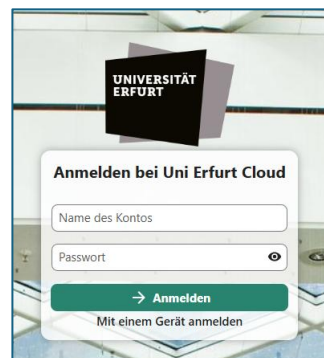 UNIVERSITÄT
ERFURT
Anmelden bei Uni Erfurt Cloud
Name des Kontos
Passwort
→ Anmelden
Mit einem Gerät anmelden